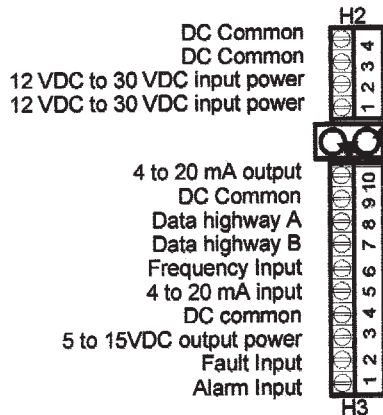 H2
DC Common 4
DC Common 3
12 VDC to 30 VDC input power 2
12 VDC to 30 VDC input power 1
4 to 20 mA output 10
DC Common 9
Data highway A 8
Data highway B 7
Frequency Input 6
4 to 20 mA input 5
DC common 4
5 to 15VDC output power 3
Fault Input 2
Alarm Input 1
H3